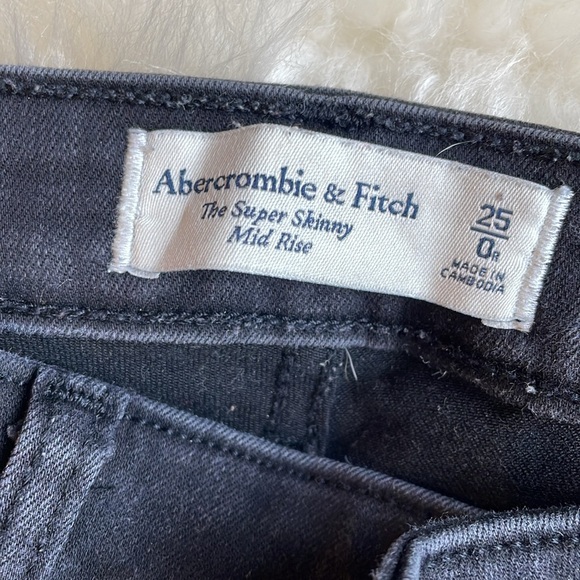 Abercrombie & Fitch
The Super Skinny
Mid Rise
25
0R
MADE IN
CAMBODIA